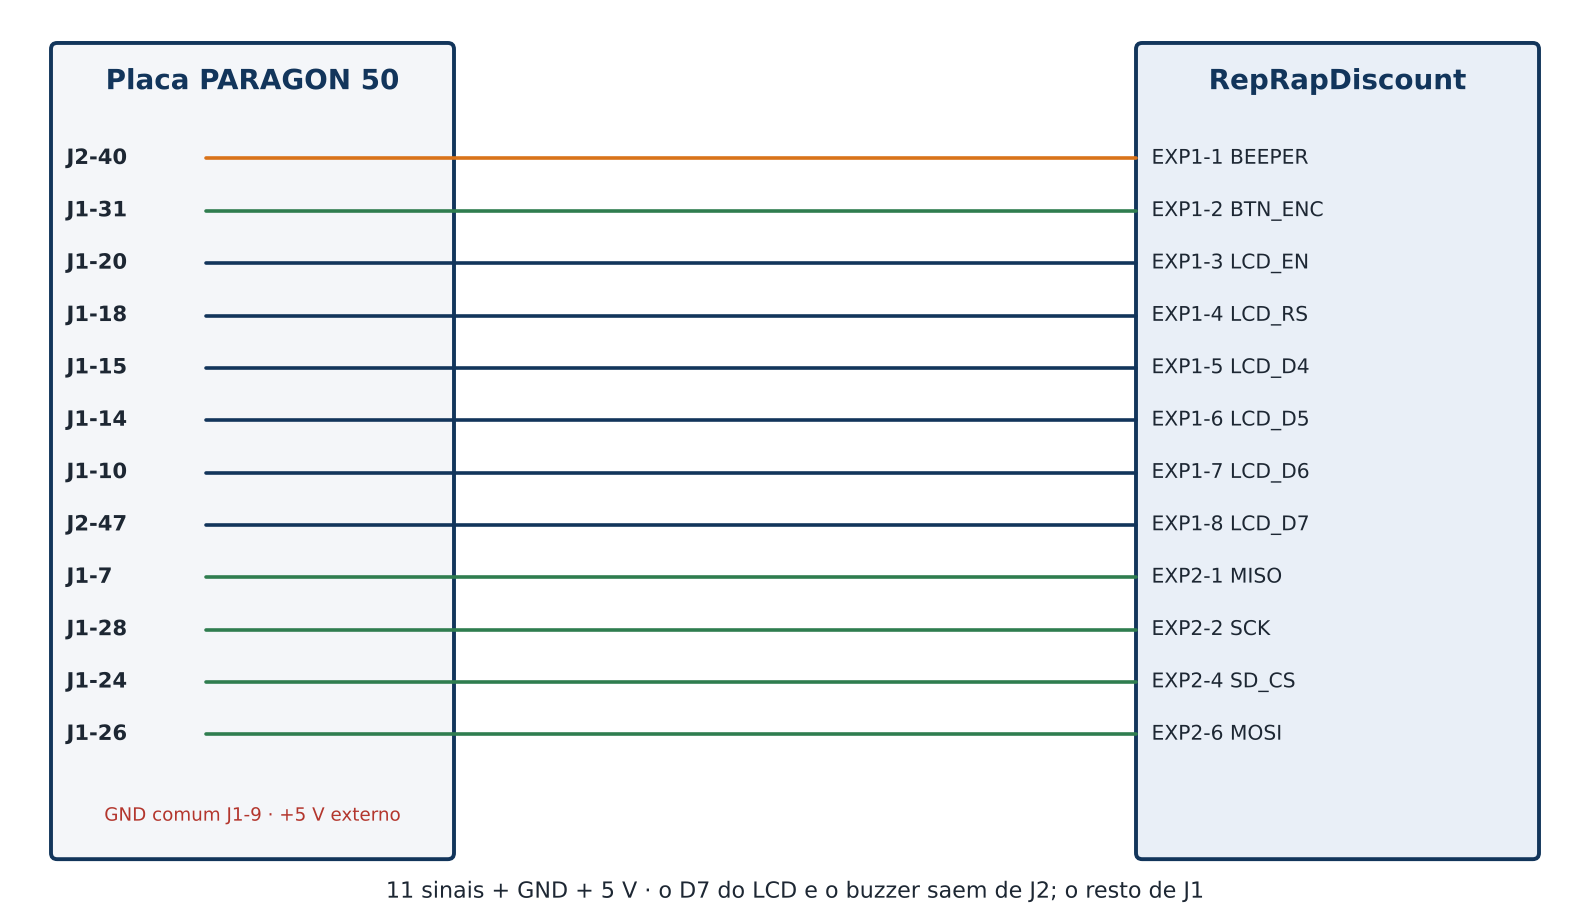 Placa PARAGON 50
RepRapDiscount
J2-40 EXP1-1 BEEPER
J1-31 EXP1-2 BTN_ENC
J1-20 EXP1-3 LCD_EN
J1-18 EXP1-4 LCD_RS
J1-15 EXP1-5 LCD_D4
J1-14 EXP1-6 LCD_D5
J1-10 EXP1-7 LCD_D6
J2-47 EXP1-8 LCD_D7
J1-7 EXP2-1 MISO
J1-28 EXP2-2 SCK
J1-24 EXP2-4 SD_CS
J1-26 EXP2-6 MOSI
GND comum J1-9 · +5 V externo
11 sinais + GND + 5 V · o D7 do LCD e o buzzer saem de J2; o resto de J1